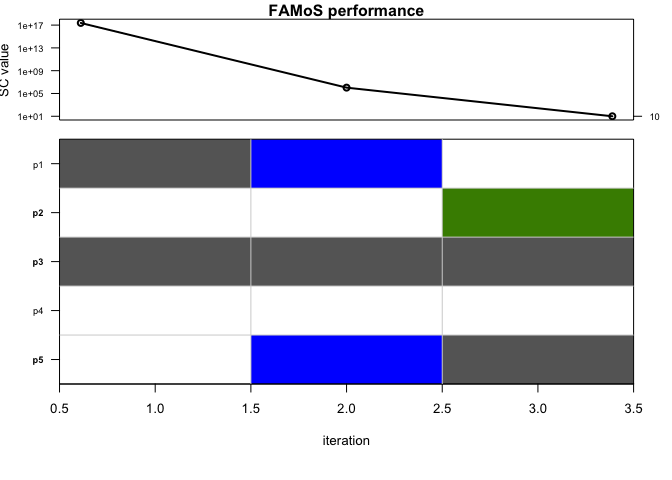 FAMoS performance
SC value
1e+17
1e+13
1e+09
1e+05
1e+01
10
p1
p2
p3
p4
p5
0.5 1.0 1.5 2.0 2.5 3.0 3.5
iteration